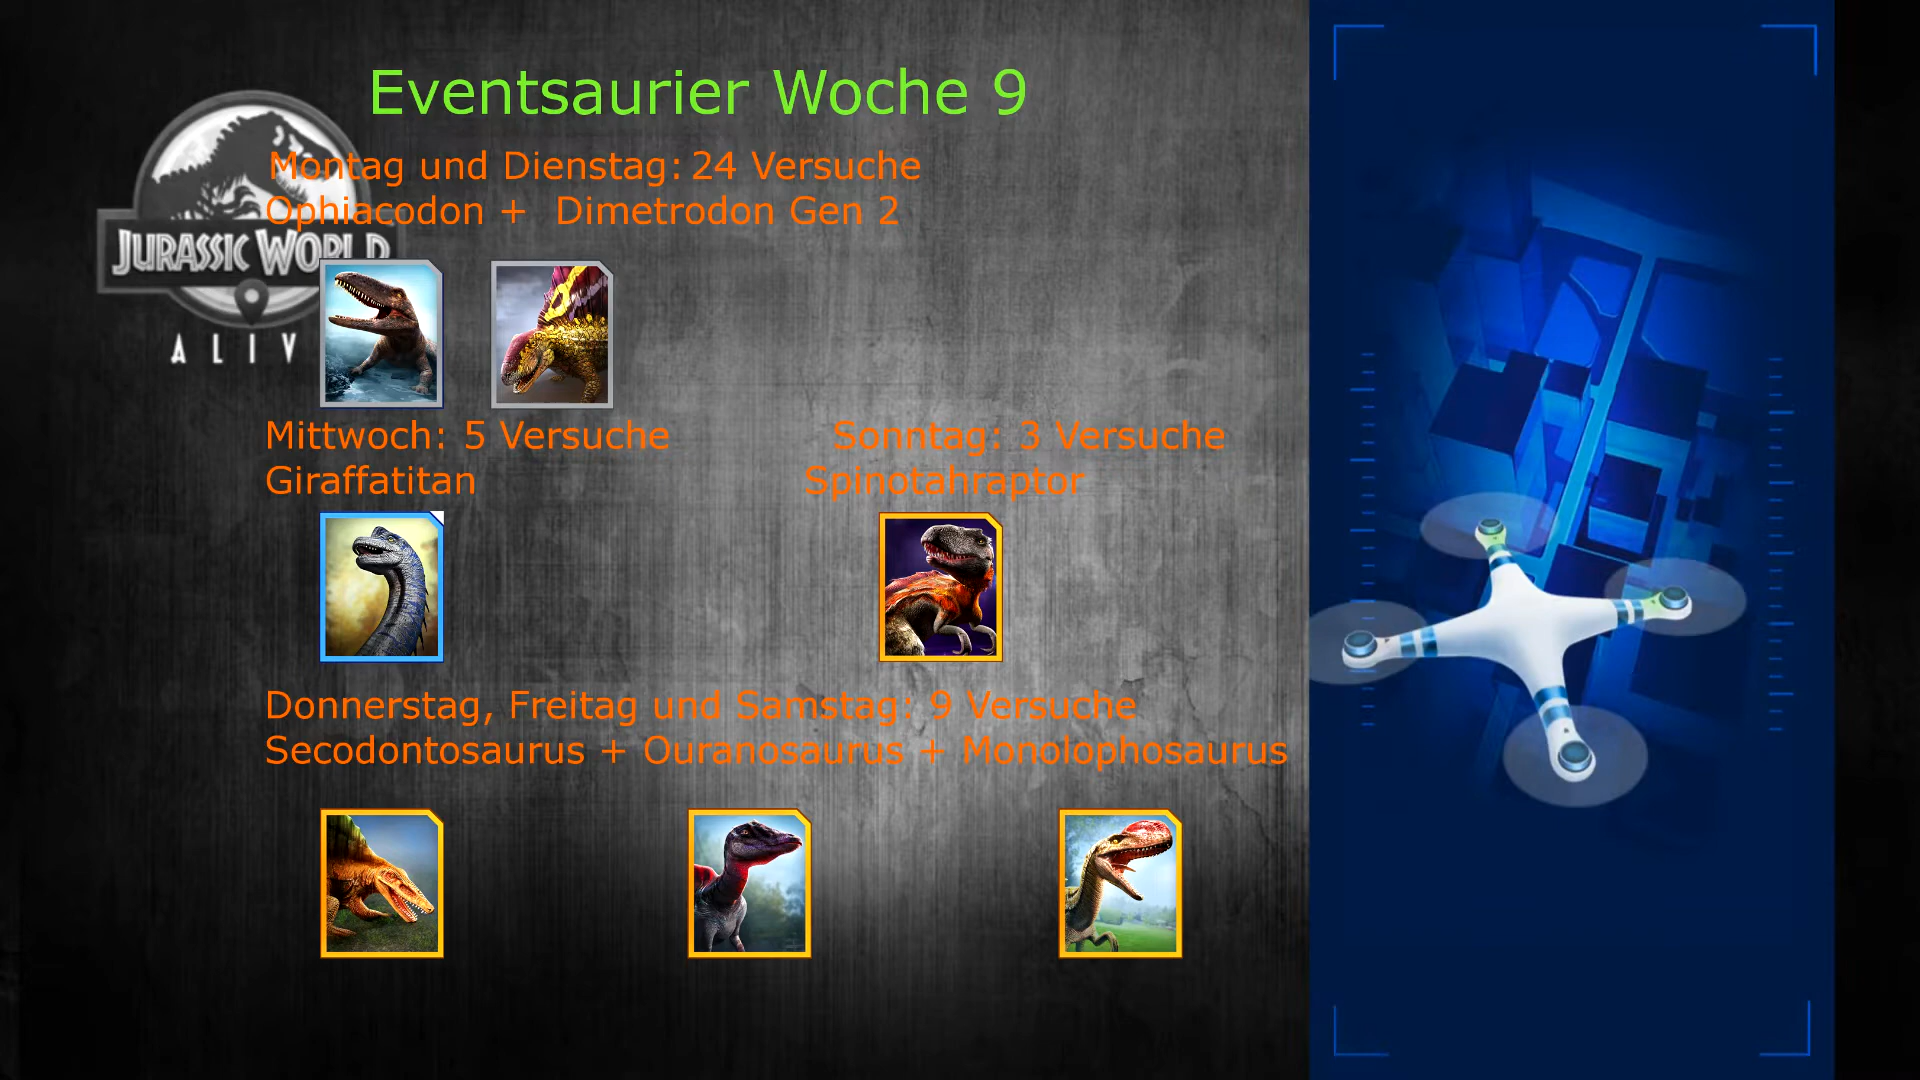 Eventsaurier Woche 9
Montag und Dienstag: 24 Versuche
Ophiacodon + Dimetrodon Gen 2
JURASSIC WORLD
ALIV
Mittwoch: 5 Versuche
Giraffatitan
Sonntag: 3 Versuche
Spinotahraptor
Donnerstag, Freitag und Samstag: 9 Versuche
Secodontosaurus + Ouranosaurus + Monolophosaurus